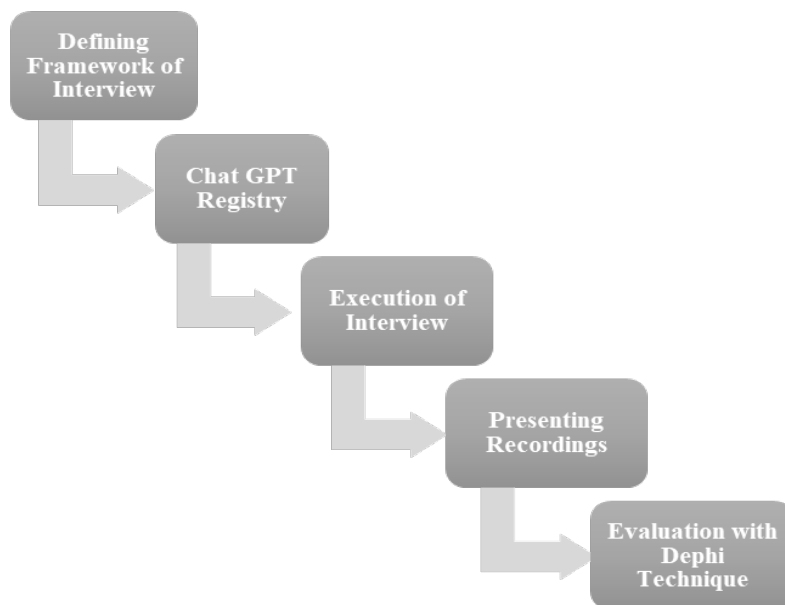 Defining
Framework of
Interview
Chat GPT
Registry
Execution of
Interview
Presenting
Recordings
Evaluation with
Dephi
Technique